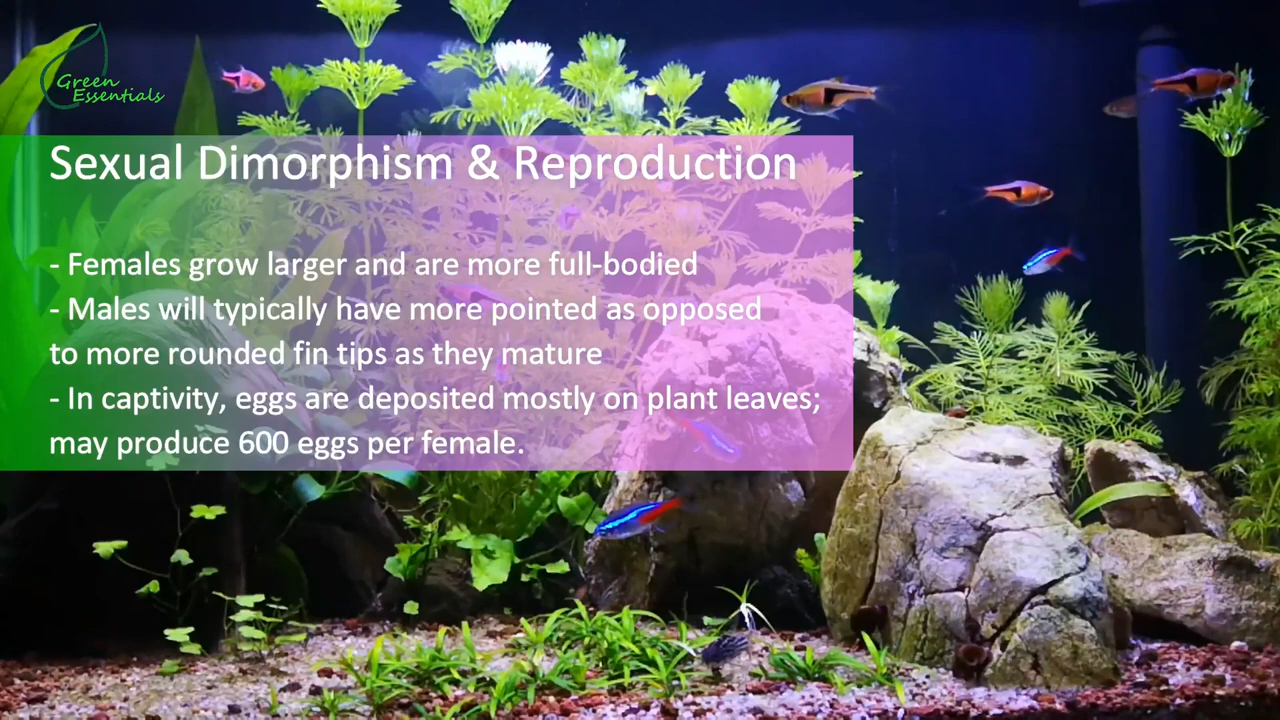 Green
Essentials
Sexual Dimorphism & Reproduction
- Females grow larger and are more full-bodied
- Males will typically have more pointed as opposed
to more rounded fin tips as they mature
- In captivity, eggs are deposited mostly on plant leaves;
may produce 600 eggs per female.